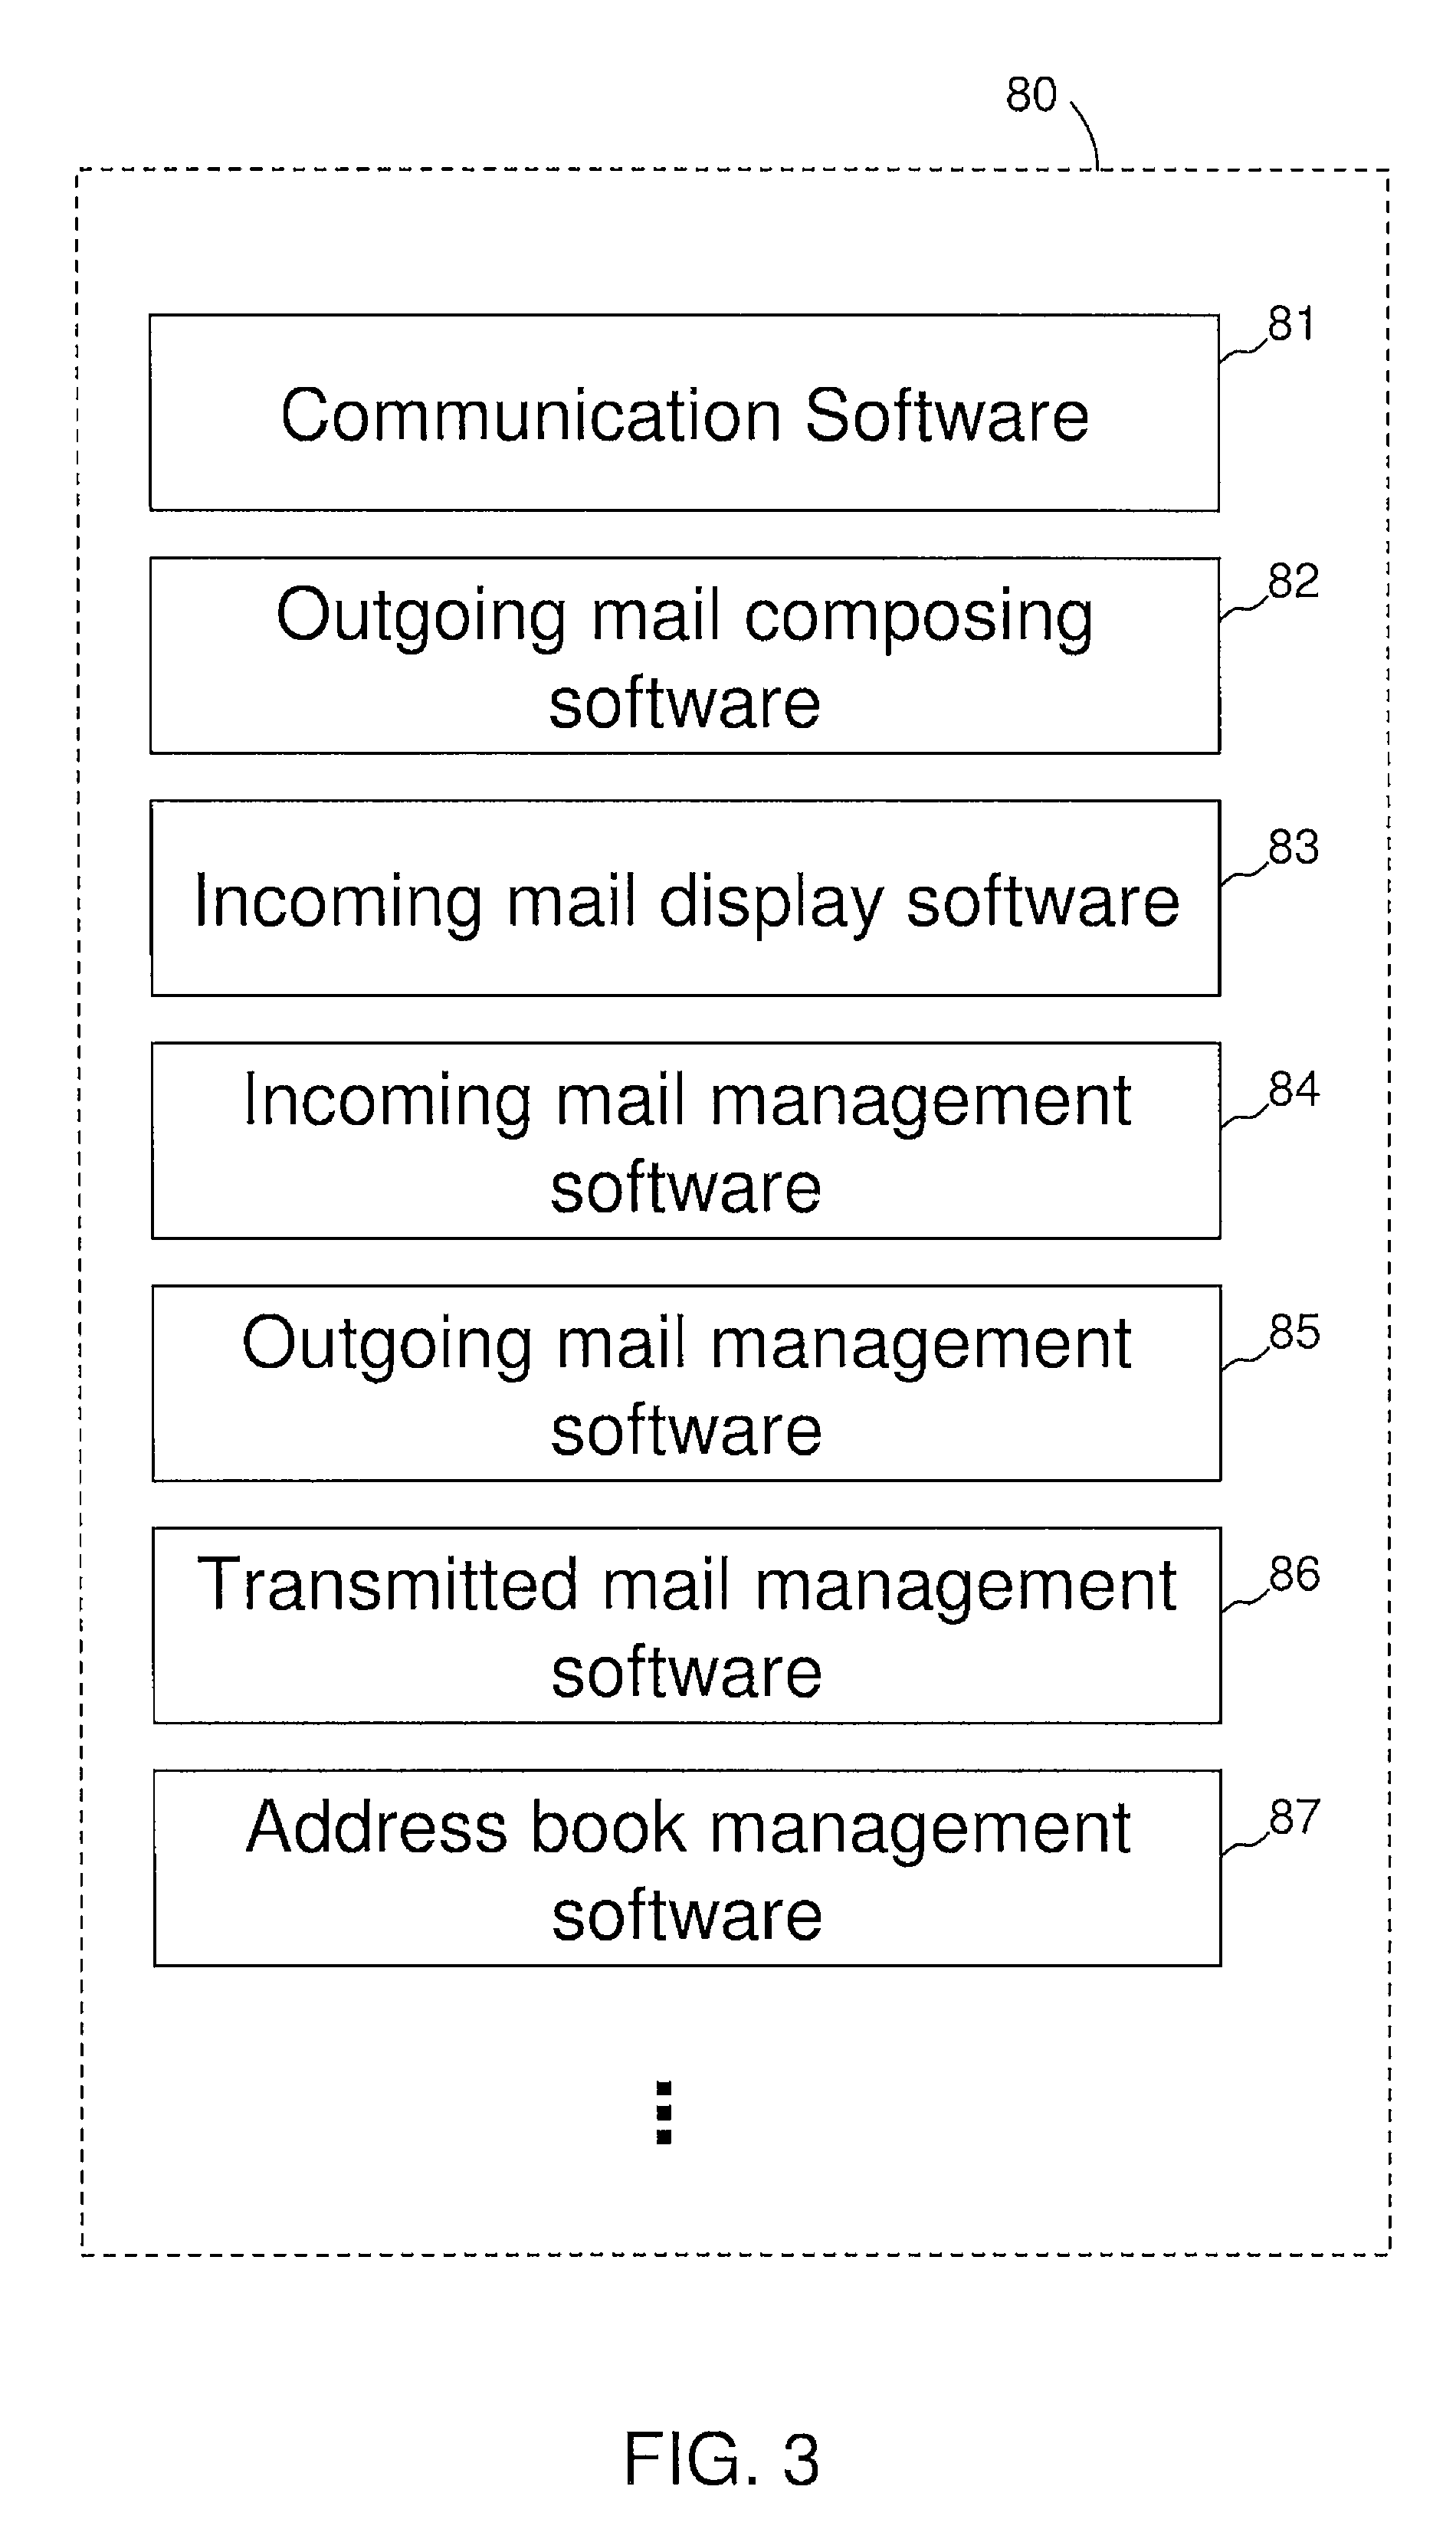 80
81
Communication Software
82
Outgoing mail composing
software
83
Incoming mail display software
84
Incoming mail management
software
85
Outgoing mail management
software
86
Transmitted mail management
software
87
Address book management
software
FIG. 3